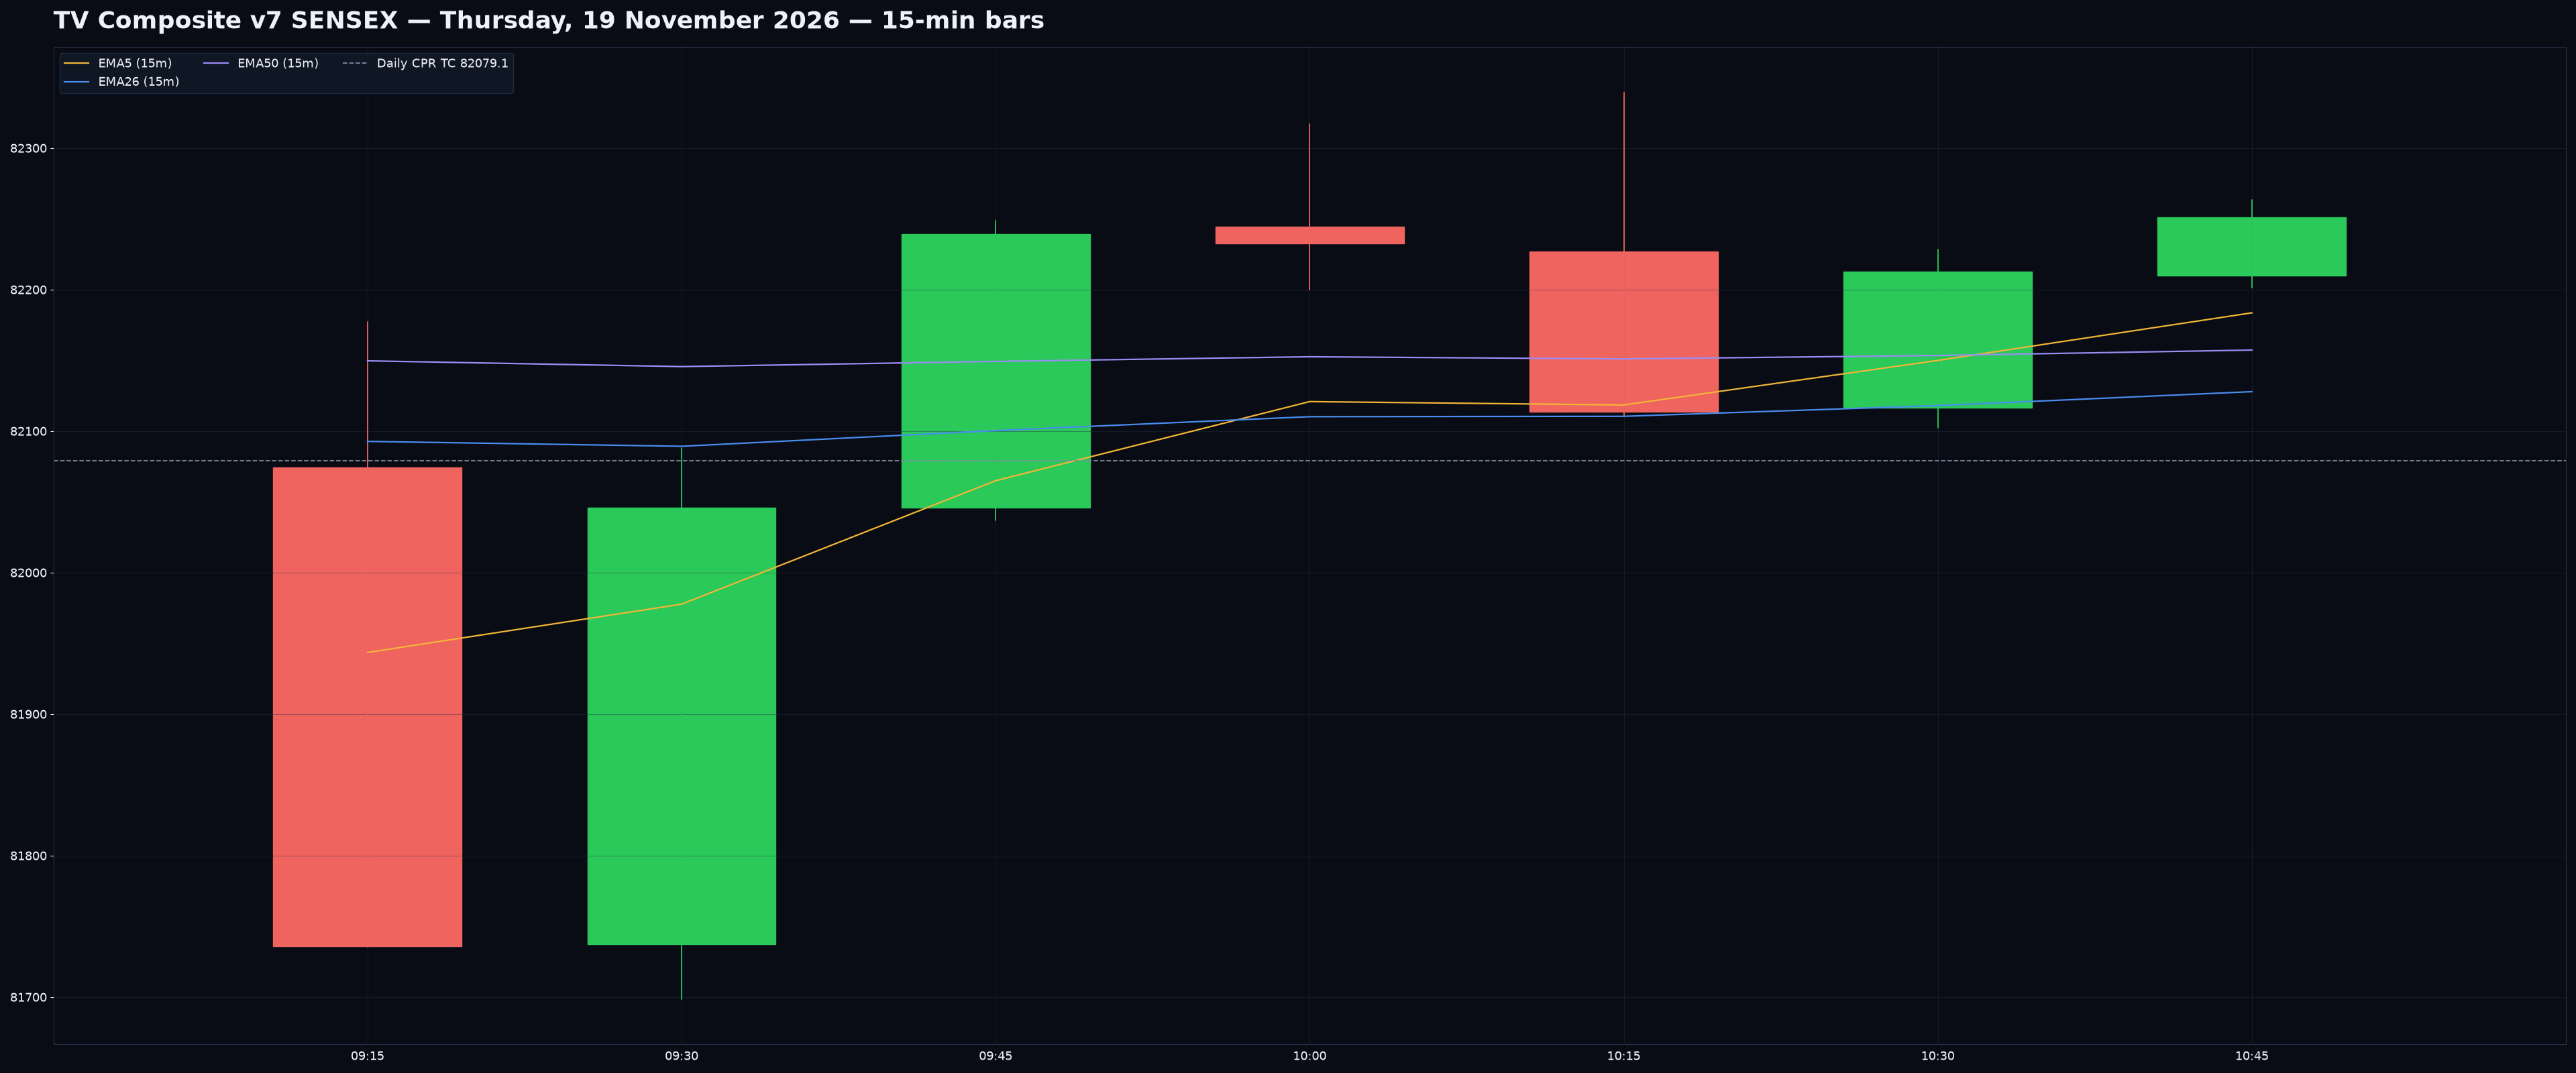 TV Composite v7 SENSEX — Thursday, 19 November 2026 — 15-min bars
EMA5 (15m) EMA50 (15m) Daily CPR TC 82079.1
EMA26 (15m)
82300
82200
82100
82000
81900
81800
81700
09:15 09:30 09:45 10:00 10:15 10:30 10:45